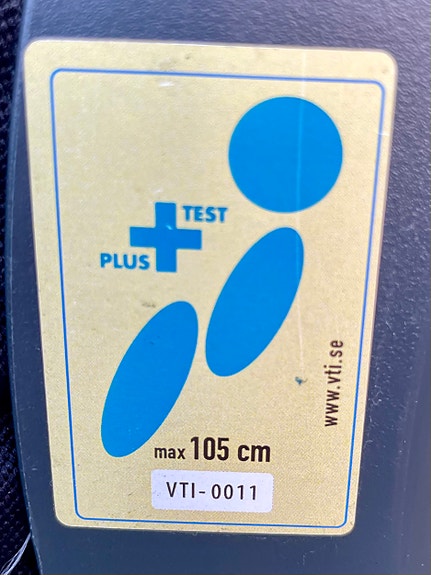 TEST
PLUS
www.vti.se
max 105 cm
VTI-0011